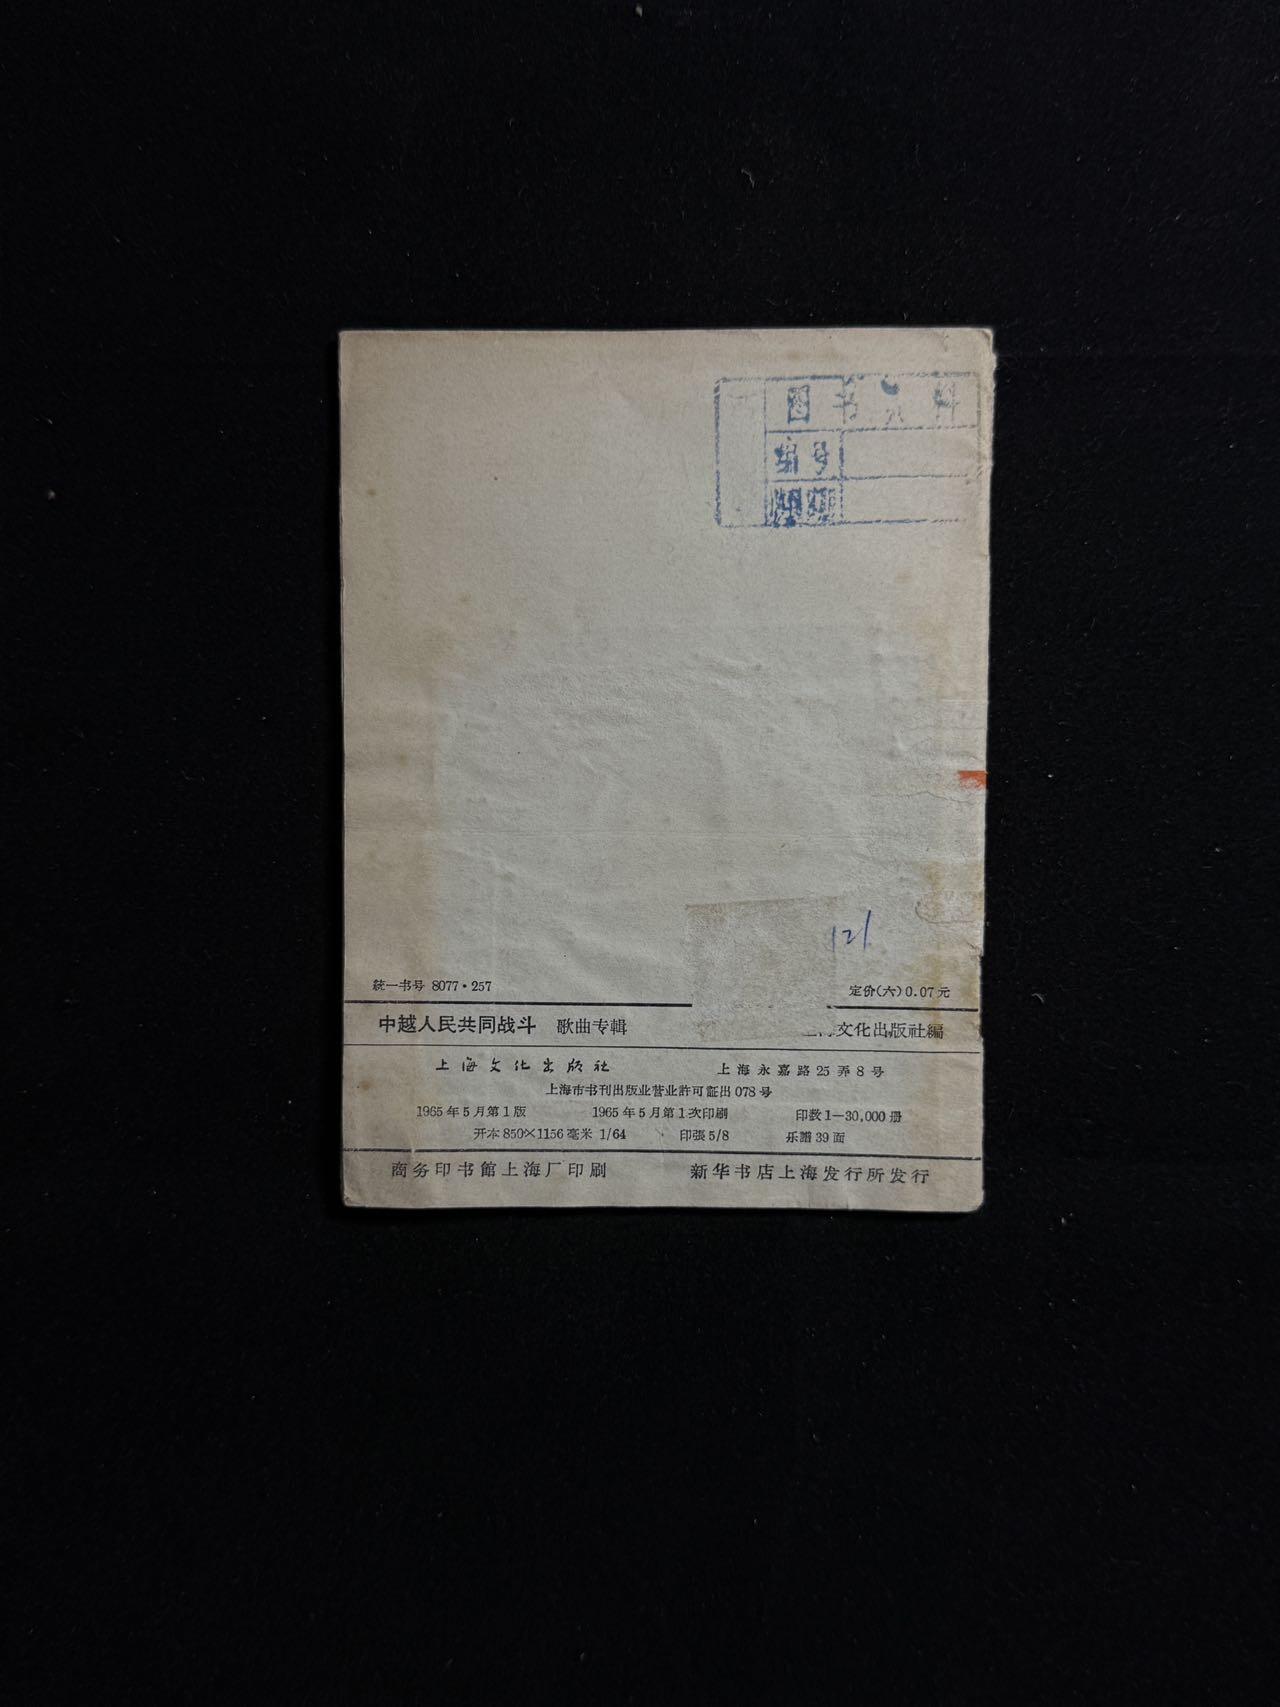 图书资料
编号
121
統一书号 8077·257 定价(六)0.07元
中越人民共同战斗 歌曲专輯 上海文化出版社編
上海文化出版社 上海永嘉路25弄8号
上海市书刊出版业营业許可証出078号
1965年5月第1版 1965年5月第1次印刷 印数1—30,000册
开本850×1156毫米 1/64 印張5/8 乐譜39面
商务印书館上海厂印刷 新华书店上海发行所发行